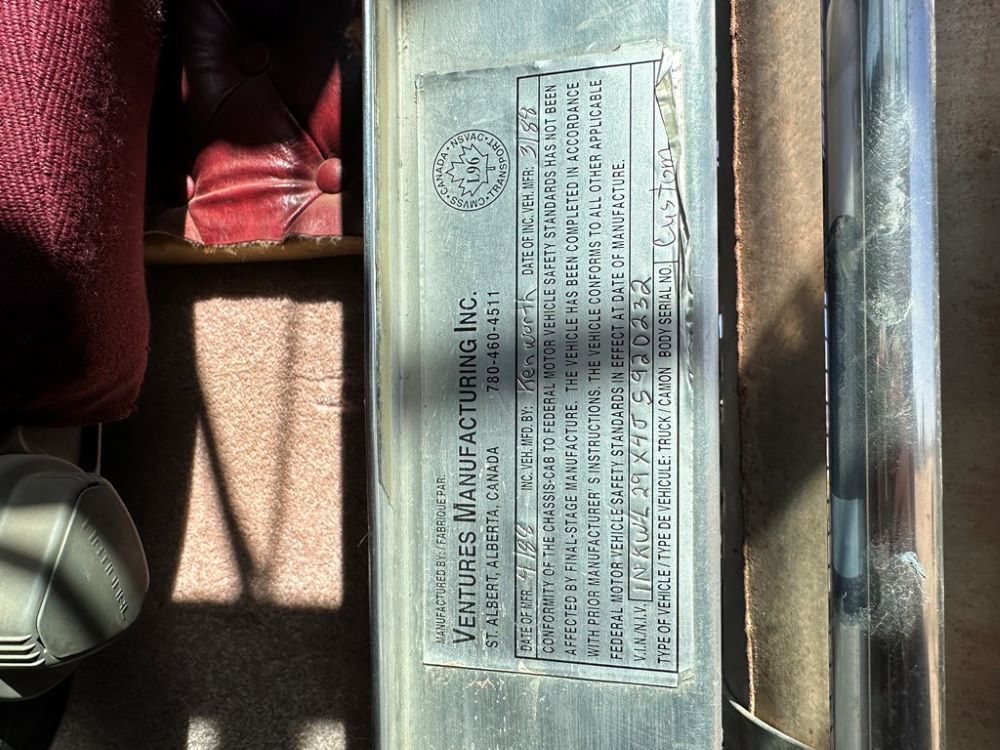 MANUFACTURED BY: / FABRIQUE PAR:
VENTURES MANUFACTURING INC.
ST. ALBERT, ALBERTA, CANADA 780-460-4511
CANADA · NSVAC · TRANSPORT · CMVSS ·
L96
DATE OF MFR. 4/88 INC. VEH. MFD. BY: Kenworth DATE OF INC. VEH. MFR: 3/88
CONFORMITY OF THE CHASSIS-CAB TO FEDERAL MOTOR VEHICLE SAFETY STANDARDS HAS NOT BEEN
AFFECTED BY FINAL-STAGE MANUFACTURE. THE VEHICLE HAS BEEN COMPLETED IN ACCORDANCE
WITH PRIOR MANUFACTURER'S INSTRUCTIONS. THE VEHICLE CONFORMS TO ALL OTHER APPLICABLE
FEDERAL MOTOR VEHICLE SAFETY STANDARDS IN EFFECT AT DATE OF MANUFACTURE.
V.I.N./N.I.V. 1NKWL29X4JS920232
TYPE OF VEHICLE / TYPE DE VEHICULE: TRUCK / CAMON BODY SERIAL NO. Custom